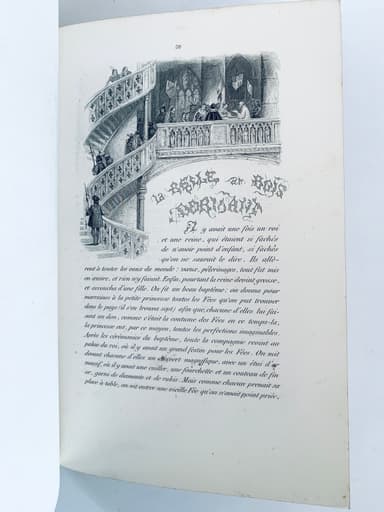 la BELLE au BOIS
DORMANT
Il y avait une fois un roi
et une reine, qui étaient si fâchés
de n'avoir point d'enfant, si fâchés
qu'on ne saurait le dire. Ils allè-
rent à toutes les eaux du monde : vœux, pèlerinages, tout fut mis
en œuvre, et rien n'y faisait. Enfin, pourtant la reine devint grosse,
et accoucha d'une fille. On fit un beau baptême; on donna pour
marraines à la petite princesse toutes les Fées qu'on put trouver
dans le pays (il s'en trouva sept) afin que, chacune d'elles lui fai-
sant un don, comme c'était la coutume des Fées en ce temps-là,
la princesse eut, par ce moyen, toutes les perfections imaginables.
Après les cérémonies du baptême, toute la compagnie revint au
palais du roi, où il y avait un grand festin pour les Fées. On mit
devant chacune d'elles un couvert magnifique, avec un étui d'or
massif, où il y avait une cuiller, une fourchette et un couteau de fin
or, garni de diamants et de rubis. Mais comme chacun prenait sa
place à table, on vit entrer une vieille Fée qu'on n'avait point priée,